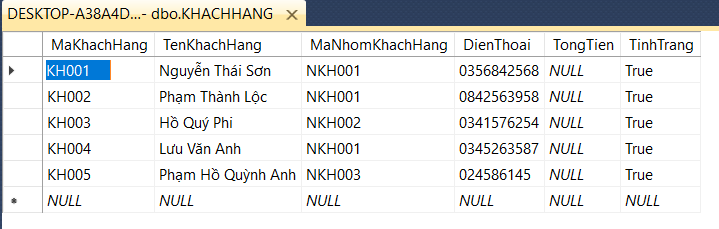 DESKTOP-A38A4D...- dbo.KHACHHANG
MaKhachHang TenKhachHang MaNhomKhachHang DienThoai TongTien TinhTrang
KH001 Nguyễn Thái Sơn NKH001 0356842568 NULL True
KH002 Phạm Thành Lộc NKH001 0842563958 NULL True
KH003 Hồ Quý Phi NKH002 0341576254 NULL True
KH004 Lưu Văn Anh NKH001 0345263587 NULL True
KH005 Phạm Hồ Quỳnh Anh NKH003 024586145 NULL True
NULL NULL NULL NULL NULL NULL